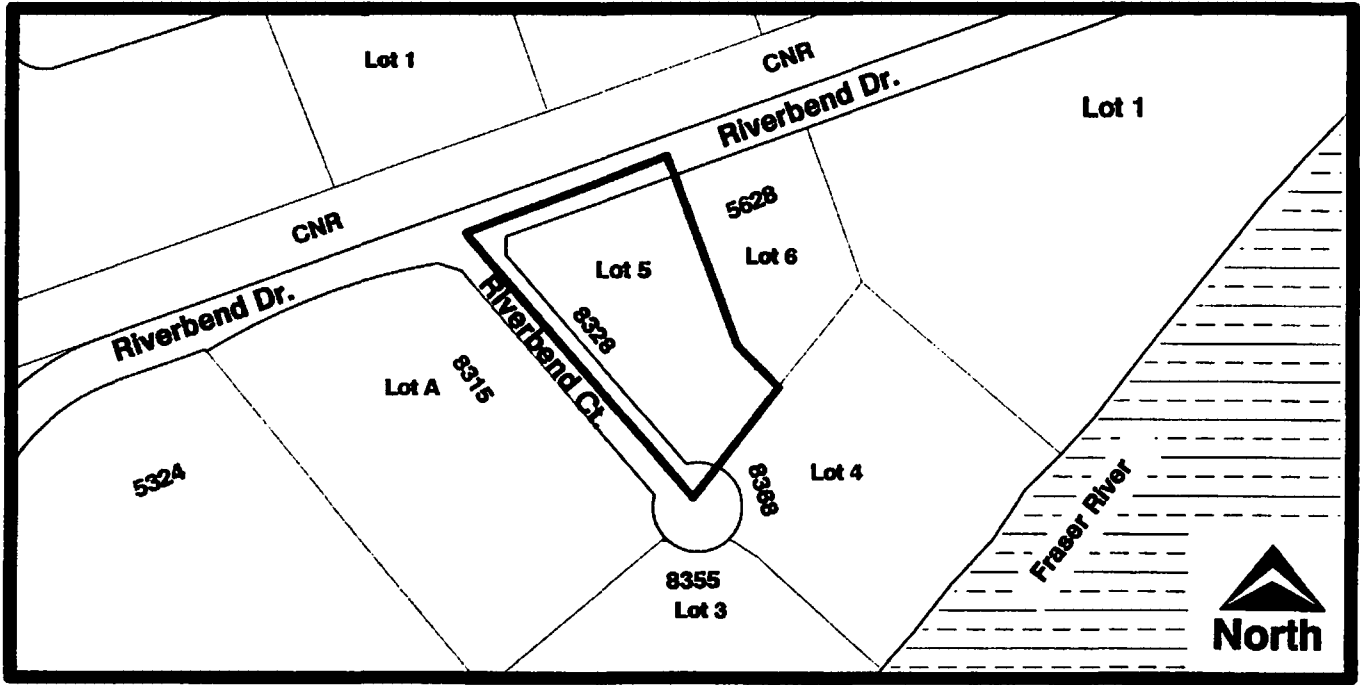 Lot 1
CNR
Riverbend Dr.
Lot 1
5628
CNR
Lot 5
Lot 6
Riverbend Dr.
Riverbend Ct.
8328
8315
Lot A
5324
8368
Lot 4
Fraser River
8355
Lot 3
North